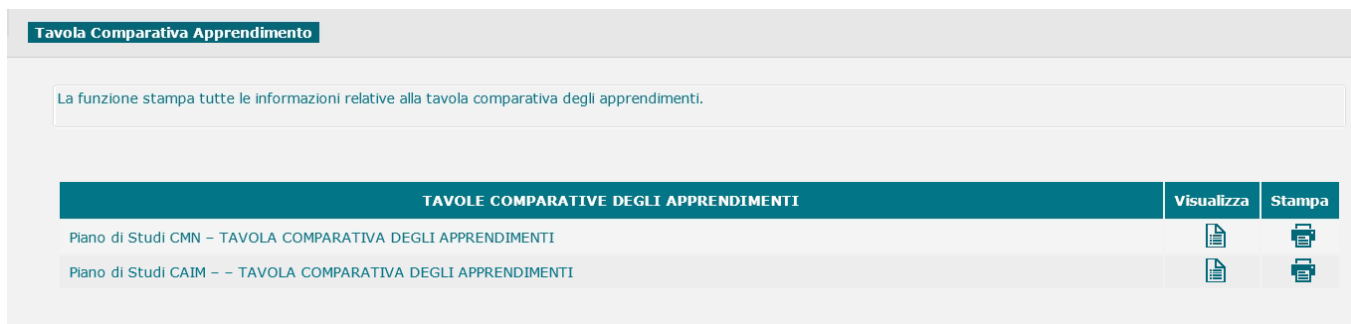 Tavola Comparativa Apprendimento
La funzione stampa tutte le informazioni relative alla tavola comparativa degli apprendimenti.
TAVOLE COMPARATIVE DEGLI APPRENDIMENTI Visualizza Stampa
Piano di Studi CMN – TAVOLA COMPARATIVA DEGLI APPRENDIMENTI
Piano di Studi CAIM – – TAVOLA COMPARATIVA DEGLI APPRENDIMENTI